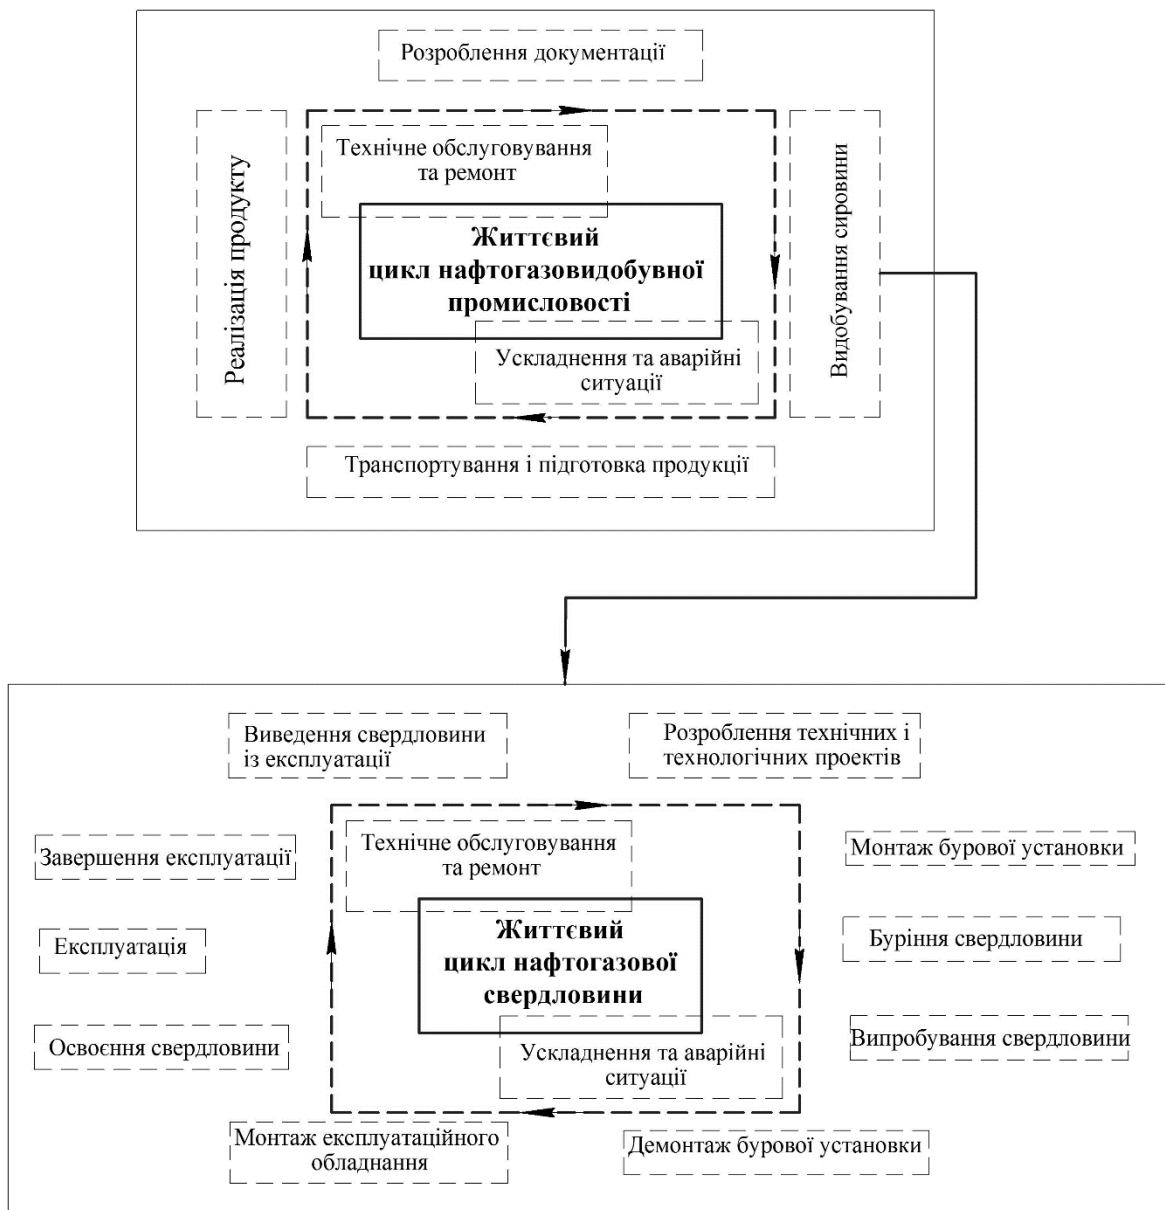 Розроблення документації
Технічне обслуговування
та ремонт
Реалізація продукту
Життєвий
цикл нафтогазовидобувної
промисловості
Видобування сировини
Ускладнення та аварійні
ситуації
Транспортування і підготовка продукції
Виведення свердловини
із експлуатації
Розроблення технічних і
технологічних проектів
Технічне обслуговування
та ремонт
Завершення експлуатації
Монтаж бурової установки
Експлуатація
Життєвий
цикл нафтогазової
свердловини
Буріння свердловини
Освоєння свердловини
Ускладнення та аварійні
ситуації
Випробування свердловини
Монтаж експлуатаційного
обладнання
Демонтаж бурової установки